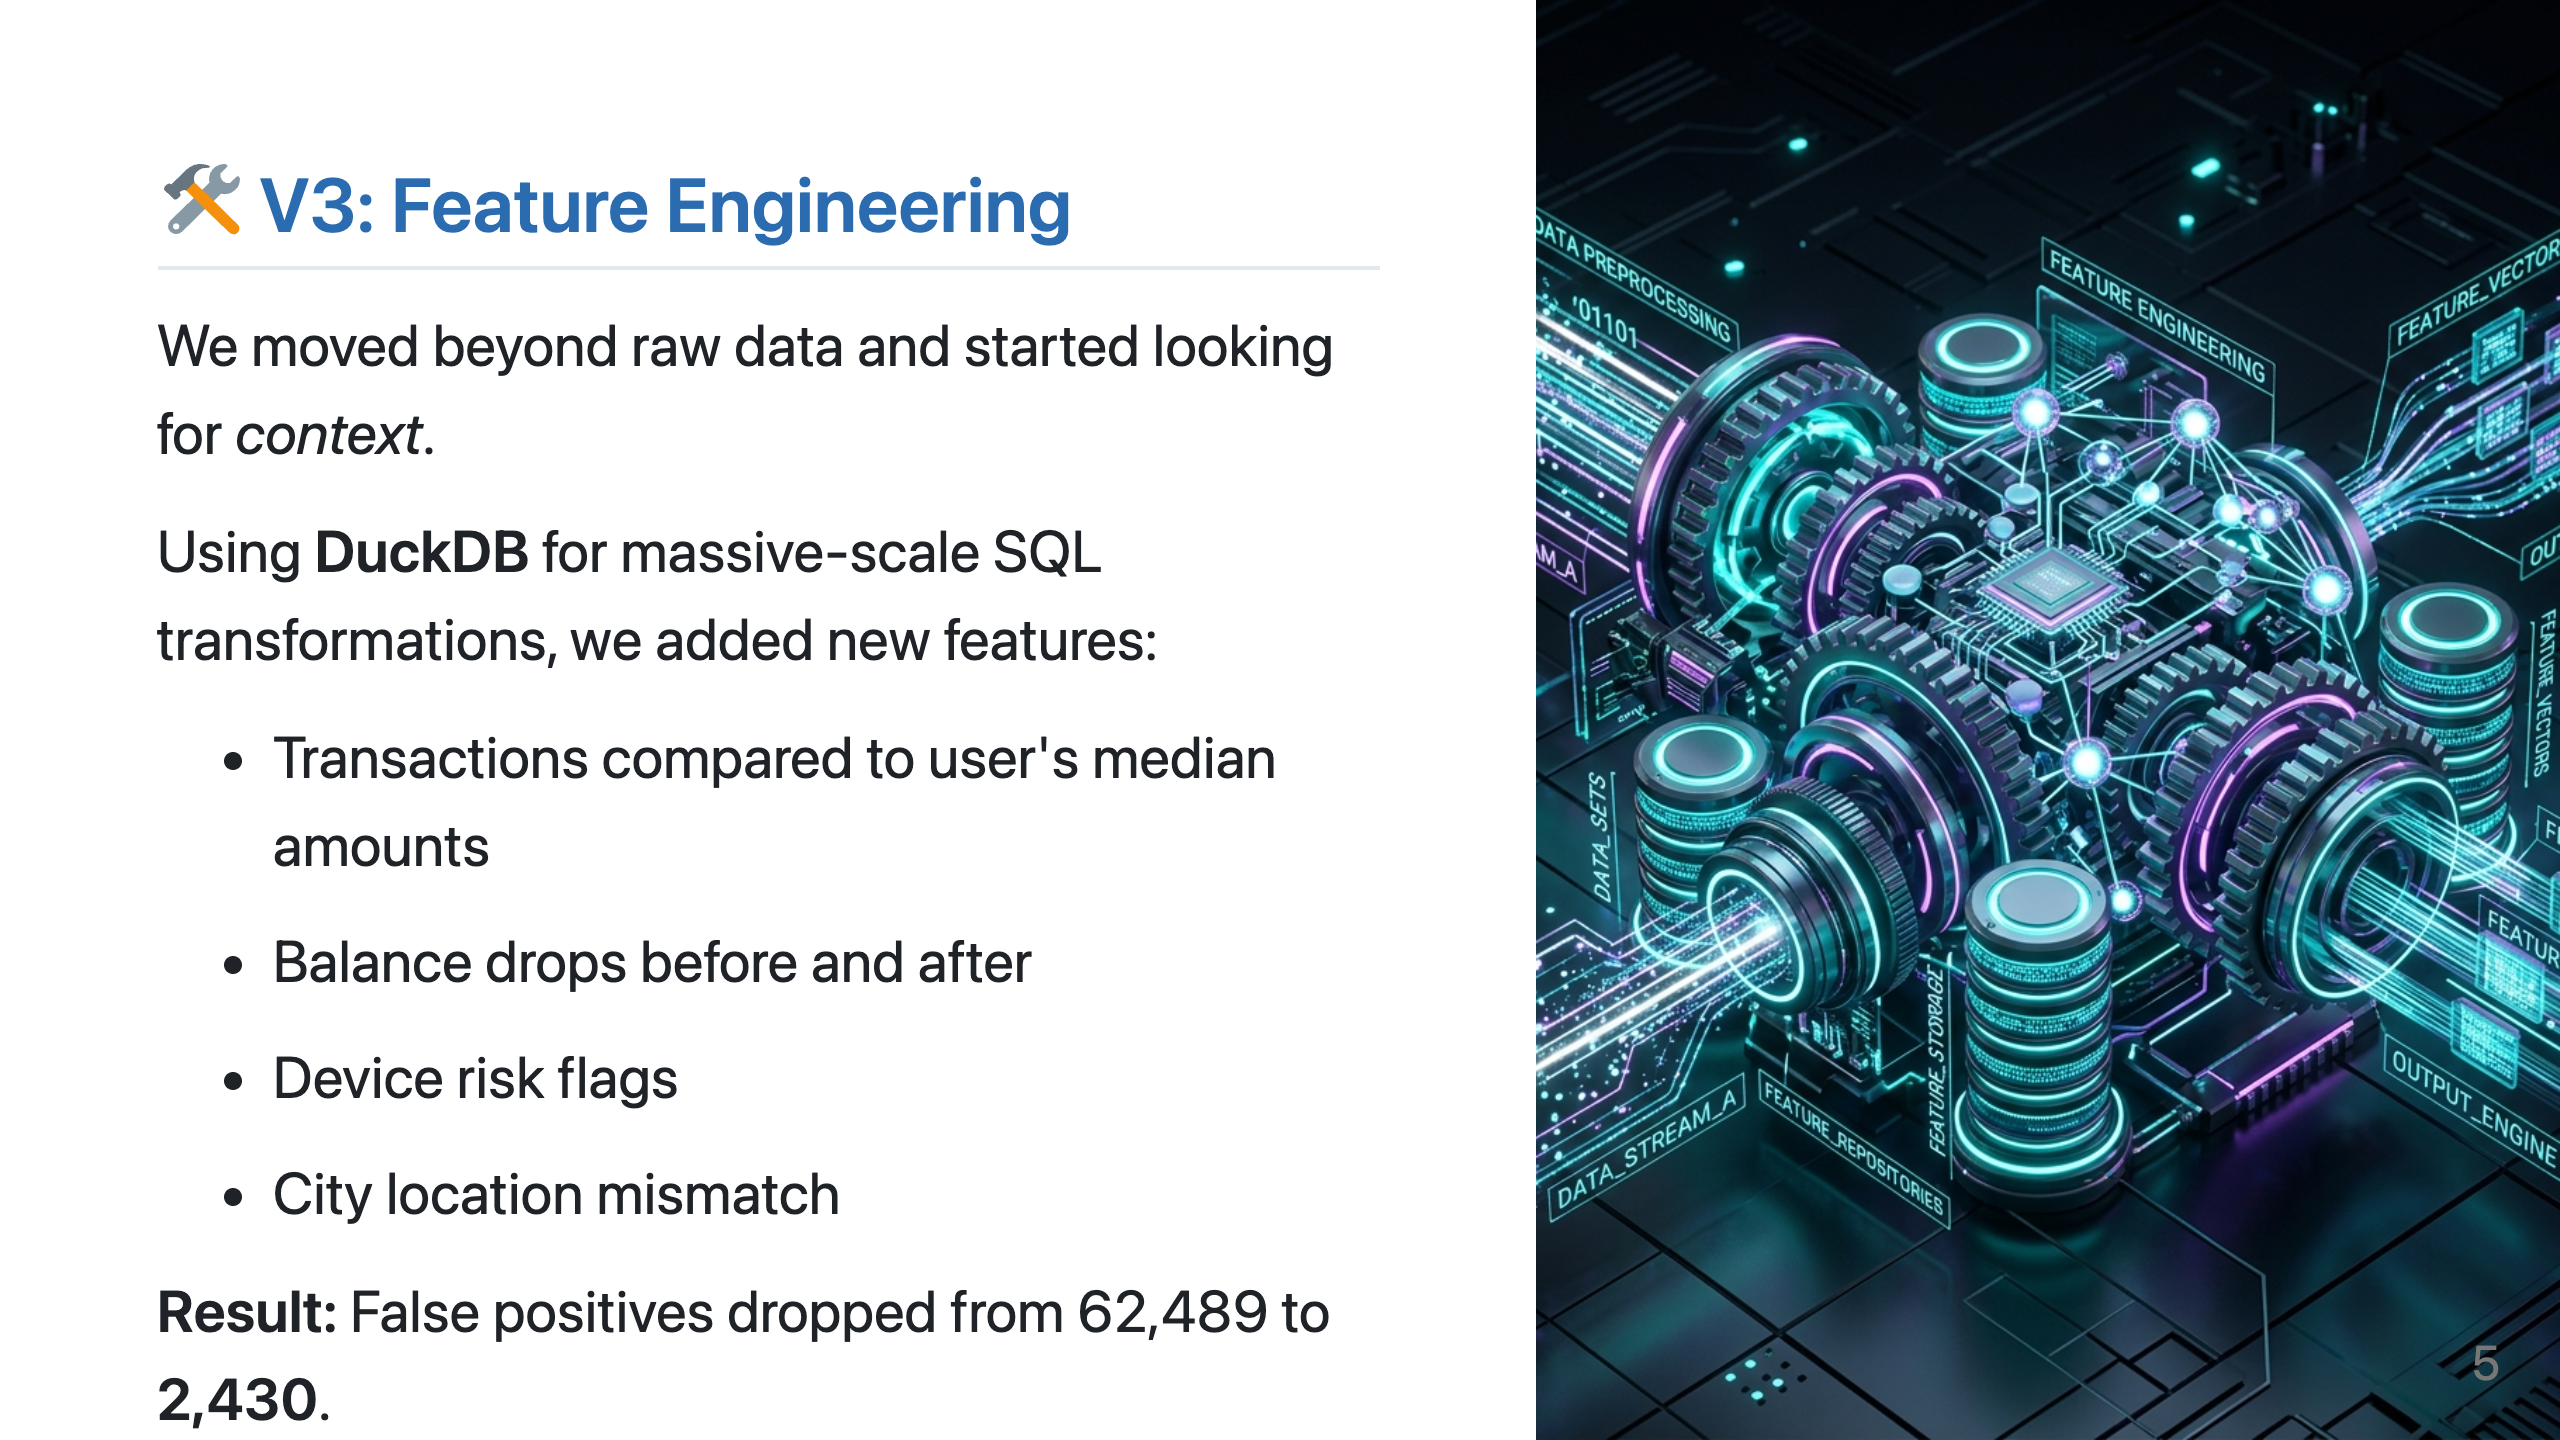 🛠️ V3: Feature Engineering
We moved beyond raw data and started looking
for context.
Using DuckDB for massive-scale SQL
transformations, we added new features:
• Transactions compared to user's median
amounts
• Balance drops before and after
• Device risk flags
• City location mismatch
Result: False positives dropped from 62,489 to
2,430.
DATA PREPROCESSING
'01101
FEATURE ENGINEERING
FEATURE_VECTOR
M_A
OU
FEATURE_VECTORS
DATA_SETS
FEATUR
FEATURE_STORAGE
DATA_STREAM_A
FEATURE_REPOSITORIES
OUTPUT_ENGINE
5